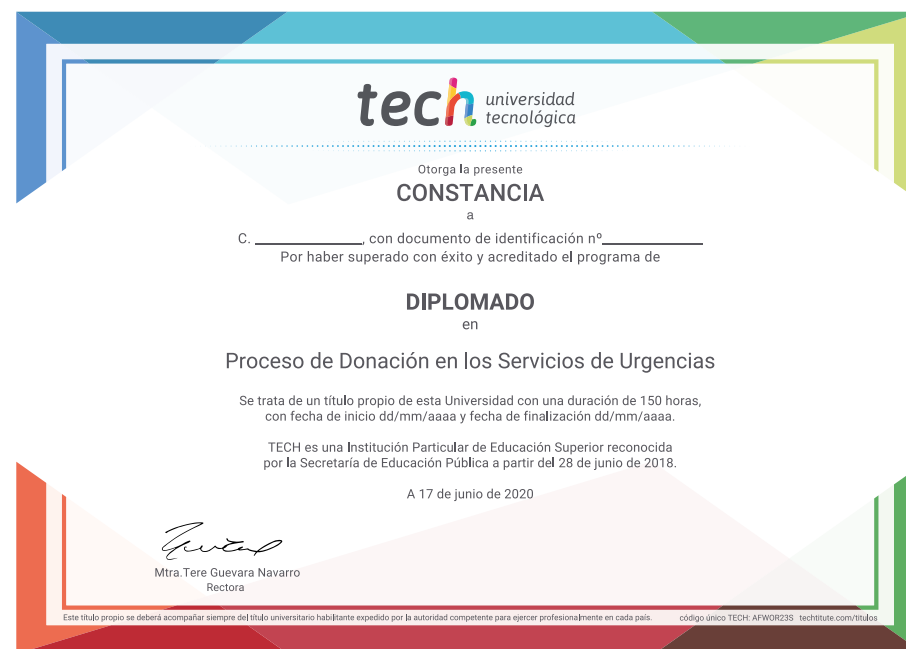 tech universidad
tecnológica
Otorga la presente
CONSTANCIA
a
C. ____________, con documento de identificación nº____________
Por haber superado con éxito y acreditado el programa de
DIPLOMADO
en
Proceso de Donación en los Servicios de Urgencias
Se trata de un título propio de esta Universidad con una duración de 150 horas,
con fecha de inicio dd/mm/aaaa y fecha de finalización dd/mm/aaaa.
TECH es una Institución Particular de Educación Superior reconocida
por la Secretaría de Educación Pública a partir del 28 de junio de 2018.
A 17 de junio de 2020
Mtra.Tere Guevara Navarro
Rectora
Este título propio se deberá acompañar siempre del título universitario habilitante expedido por la autoridad competente para ejercer profesionalmente en cada país. código único TECH: AFWOR23S techtitute.com/titulos